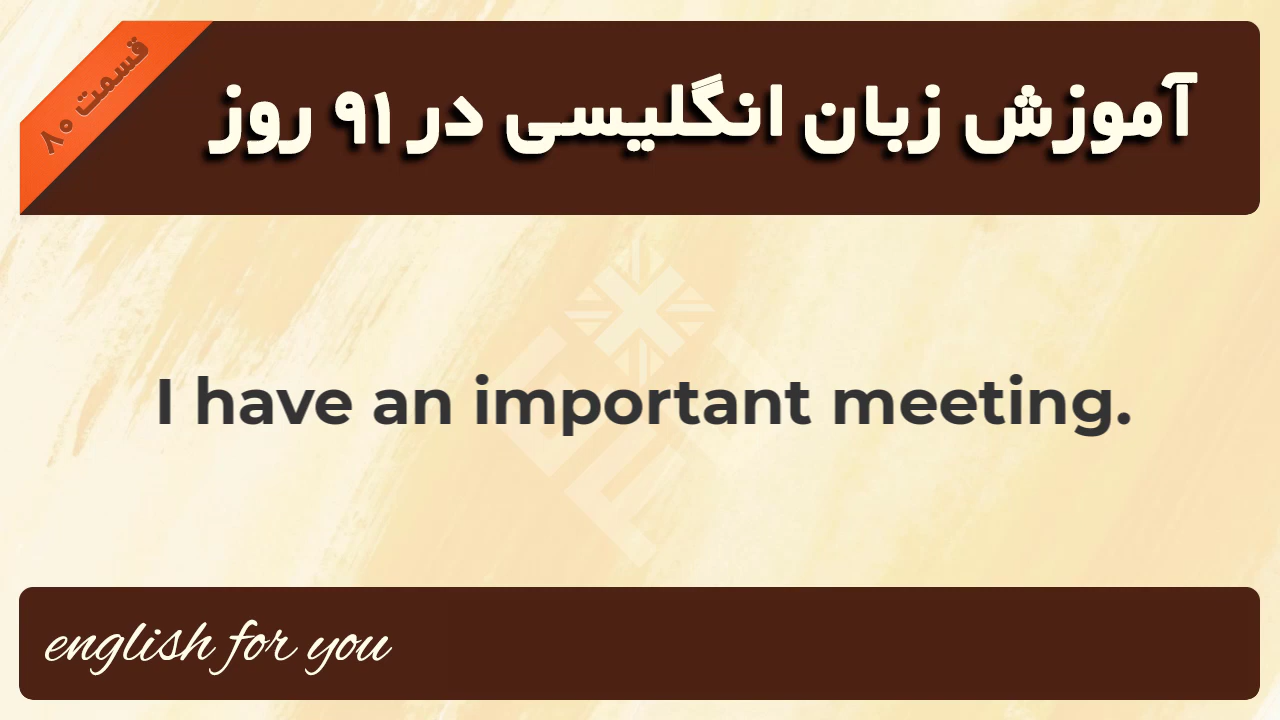 قسمت ۸۰
آموزش زبان انگلیسی در ۹۱ روز
I have an important meeting.
english for you